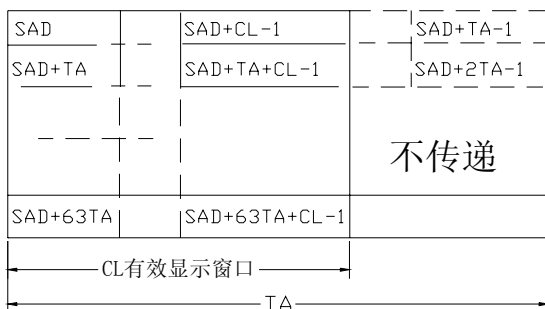 SAD SAD+CL-1 SAD+TA-1
SAD+TA SAD+TA+CL-1 SAD+2TA-1
不传递
SAD+63TA SAD+63TA+CL-1
CL有效显示窗口
TA